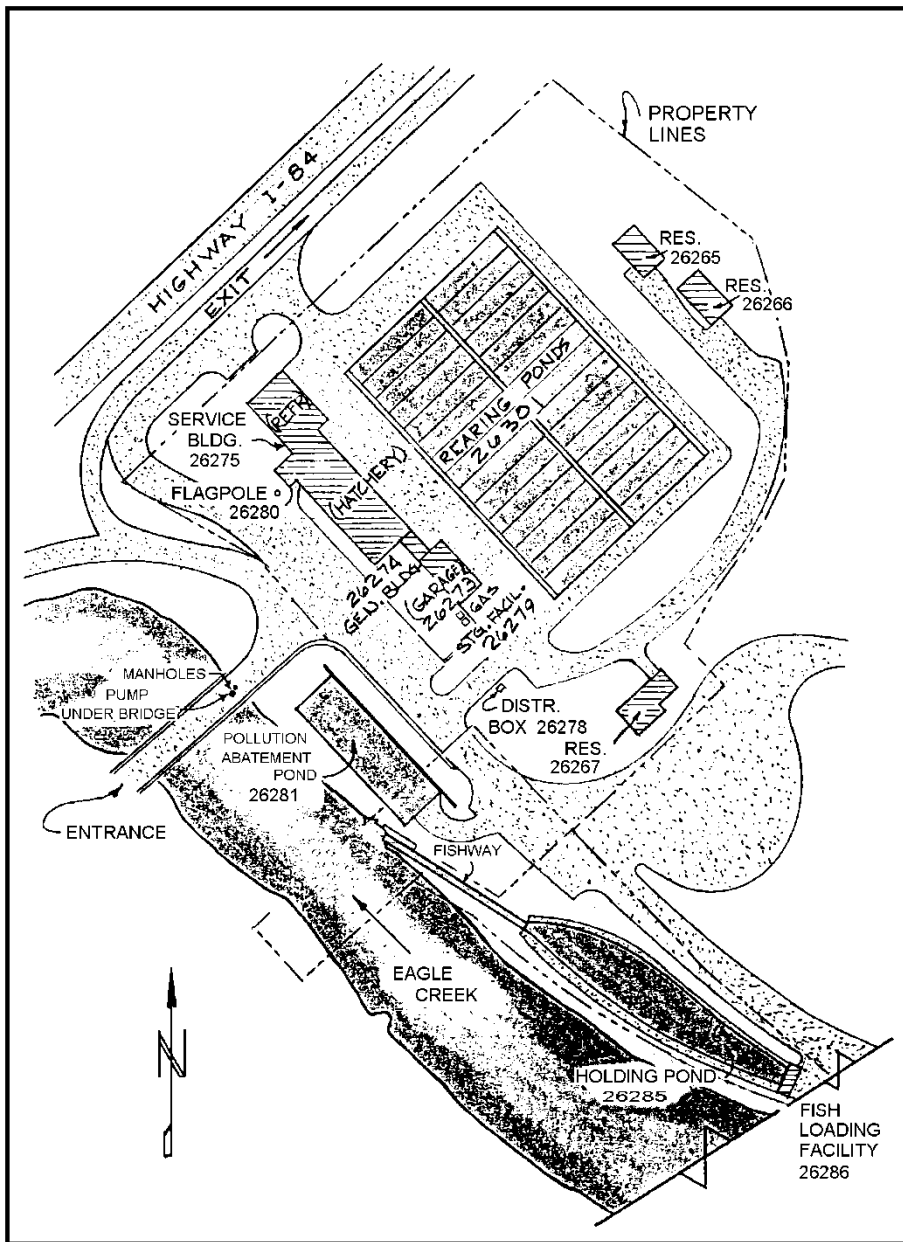 PROPERTY
LINES
HIGHWAY I-84
EXIT
RES.
26265
RES.
26266
REARING PONDS
26301
(REFR.)
SERVICE
BLDG.
26275
(HATCHERY)
FLAGPOLE
26280
26274
GEN. BLDG.
(GARAGE)
26273
GAS
STG. FACIL.
26279
MANHOLES
PUMP
UNDER BRIDGE
DISTR.
BOX 26278
RES.
26267
POLLUTION
ABATEMENT
POND
26281
ENTRANCE
FISHWAY
EAGLE
CREEK
N
HOLDING POND
26285
FISH
LOADING
FACILITY
26286